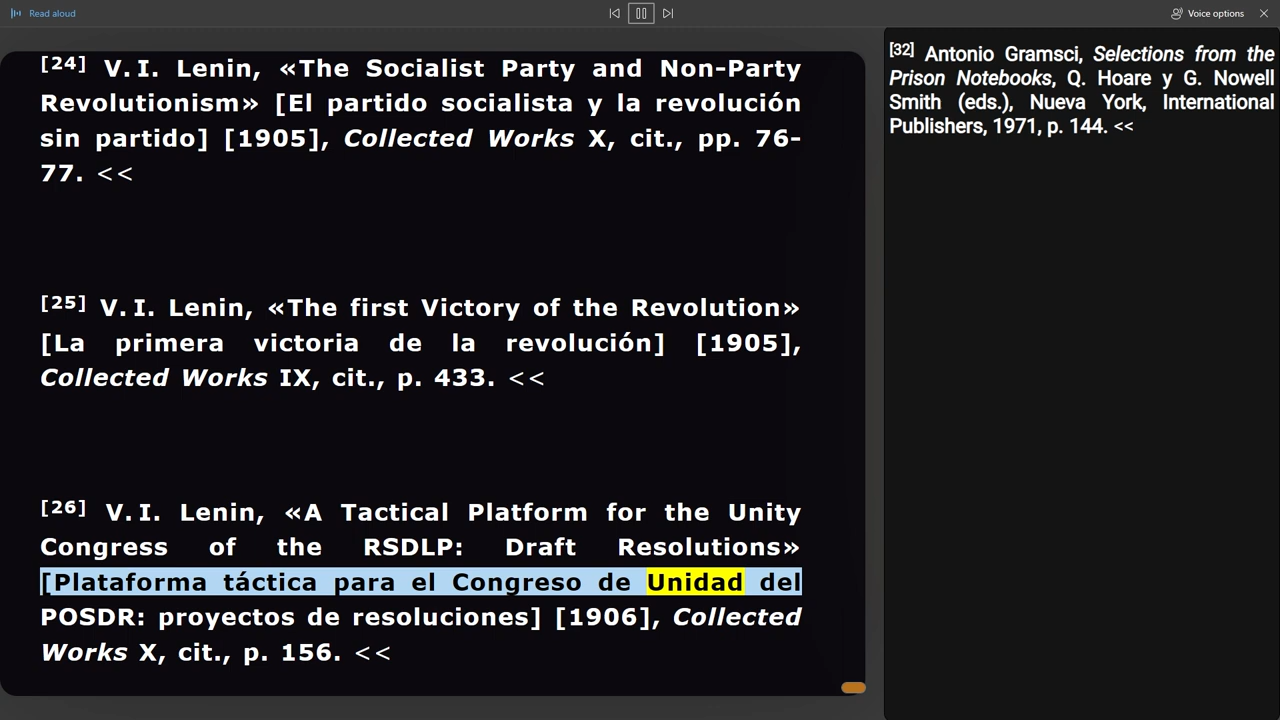 Read aloud
Voice options
[24] V. I. Lenin, «The Socialist Party and Non-Party
Revolutionism» [El partido socialista y la revolución
sin partido] [1905], Collected Works X, cit., pp. 76-
77. <<
[25] V. I. Lenin, «The first Victory of the Revolution»
[La primera victoria de la revolución] [1905],
Collected Works IX, cit., p. 433. <<
[26] V. I. Lenin, «A Tactical Platform for the Unity
Congress of the RSDLP: Draft Resolutions»
[Plataforma táctica para el Congreso de Unidad del
POSDR: proyectos de resoluciones] [1906], Collected
Works X, cit., p. 156. <<
[32] Antonio Gramsci, Selections from the
Prison Notebooks, Q. Hoare y G. Nowell
Smith (eds.), Nueva York, International
Publishers, 1971, p. 144. <<